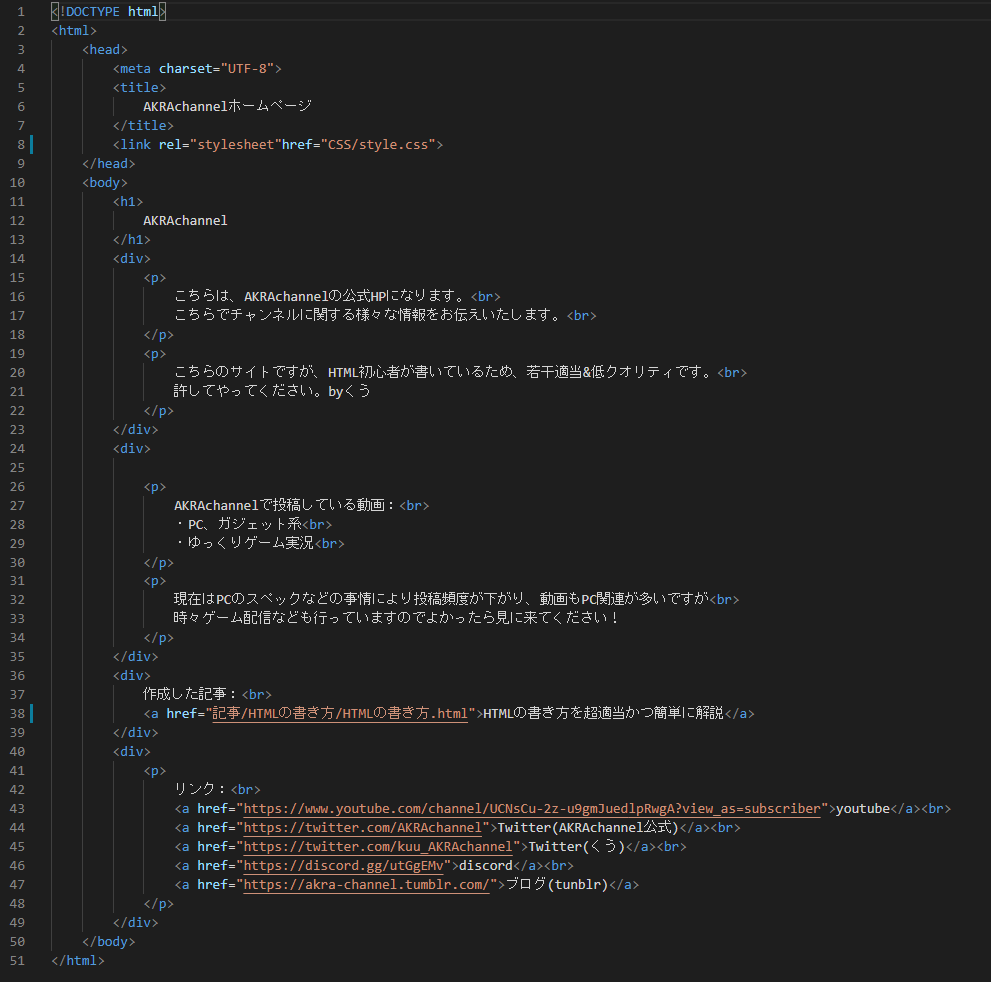 1 <!DOCTYPE html>
2 <html>
3 <head>
4 <meta charset="UTF-8">
5 <title>
6 AKRAchannelホームページ
7 </title>
8 <link rel="stylesheet"href="CSS/style.css">
9 </head>
10 <body>
11 <h1>
12 AKRAchannel
13 </h1>
14 <div>
15 <p>
16 こちらは、AKRAchannelの公式HPになります。<br>
17 こちらでチャンネルに関する様々な情報をお伝えいたします。<br>
18 </p>
19 <p>
20 こちらのサイトですが、HTML初心者が書いているため、若干適当&低クオリティです。<br>
21 許してやってください。byくう
22 </p>
23 </div>
24 <div>
25
26 <p>
27 AKRAchannelで投稿している動画：<br>
28 ・PC、ガジェット系<br>
29 ・ゆっくりゲーム実況<br>
30 </p>
31 <p>
32 現在はPCのスペックなどの事情により投稿頻度が下がり、動画もPC関連が多いですが<br>
33 時々ゲーム配信なども行っていますのでよかったら見に来てください！
34 </p>
35 </div>
36 <div>
37 作成した記事：<br>
38 <a href="記事/HTMLの書き方/HTMLの書き方.html">HTMLの書き方を超適当かつ簡単に解説</a>
39 </div>
40 <div>
41 <p>
42 リンク：<br>
43 <a href="https://www.youtube.com/channel/UCNsCu-2z-u9gmJuedlpRwgA?view_as=subscriber">youtube</a><br>
44 <a href="https://twitter.com/AKRAchannel">Twitter(AKRAchannel公式)</a><br>
45 <a href="https://twitter.com/kuu_AKRAchannel">Twitter(くう)</a><br>
46 <a href="https://discord.gg/utGgEMv">discord</a><br>
47 <a href="https://akra-channel.tumblr.com/">ブログ(tunblr)</a>
48 </p>
49 </div>
50 </body>
51 </html>